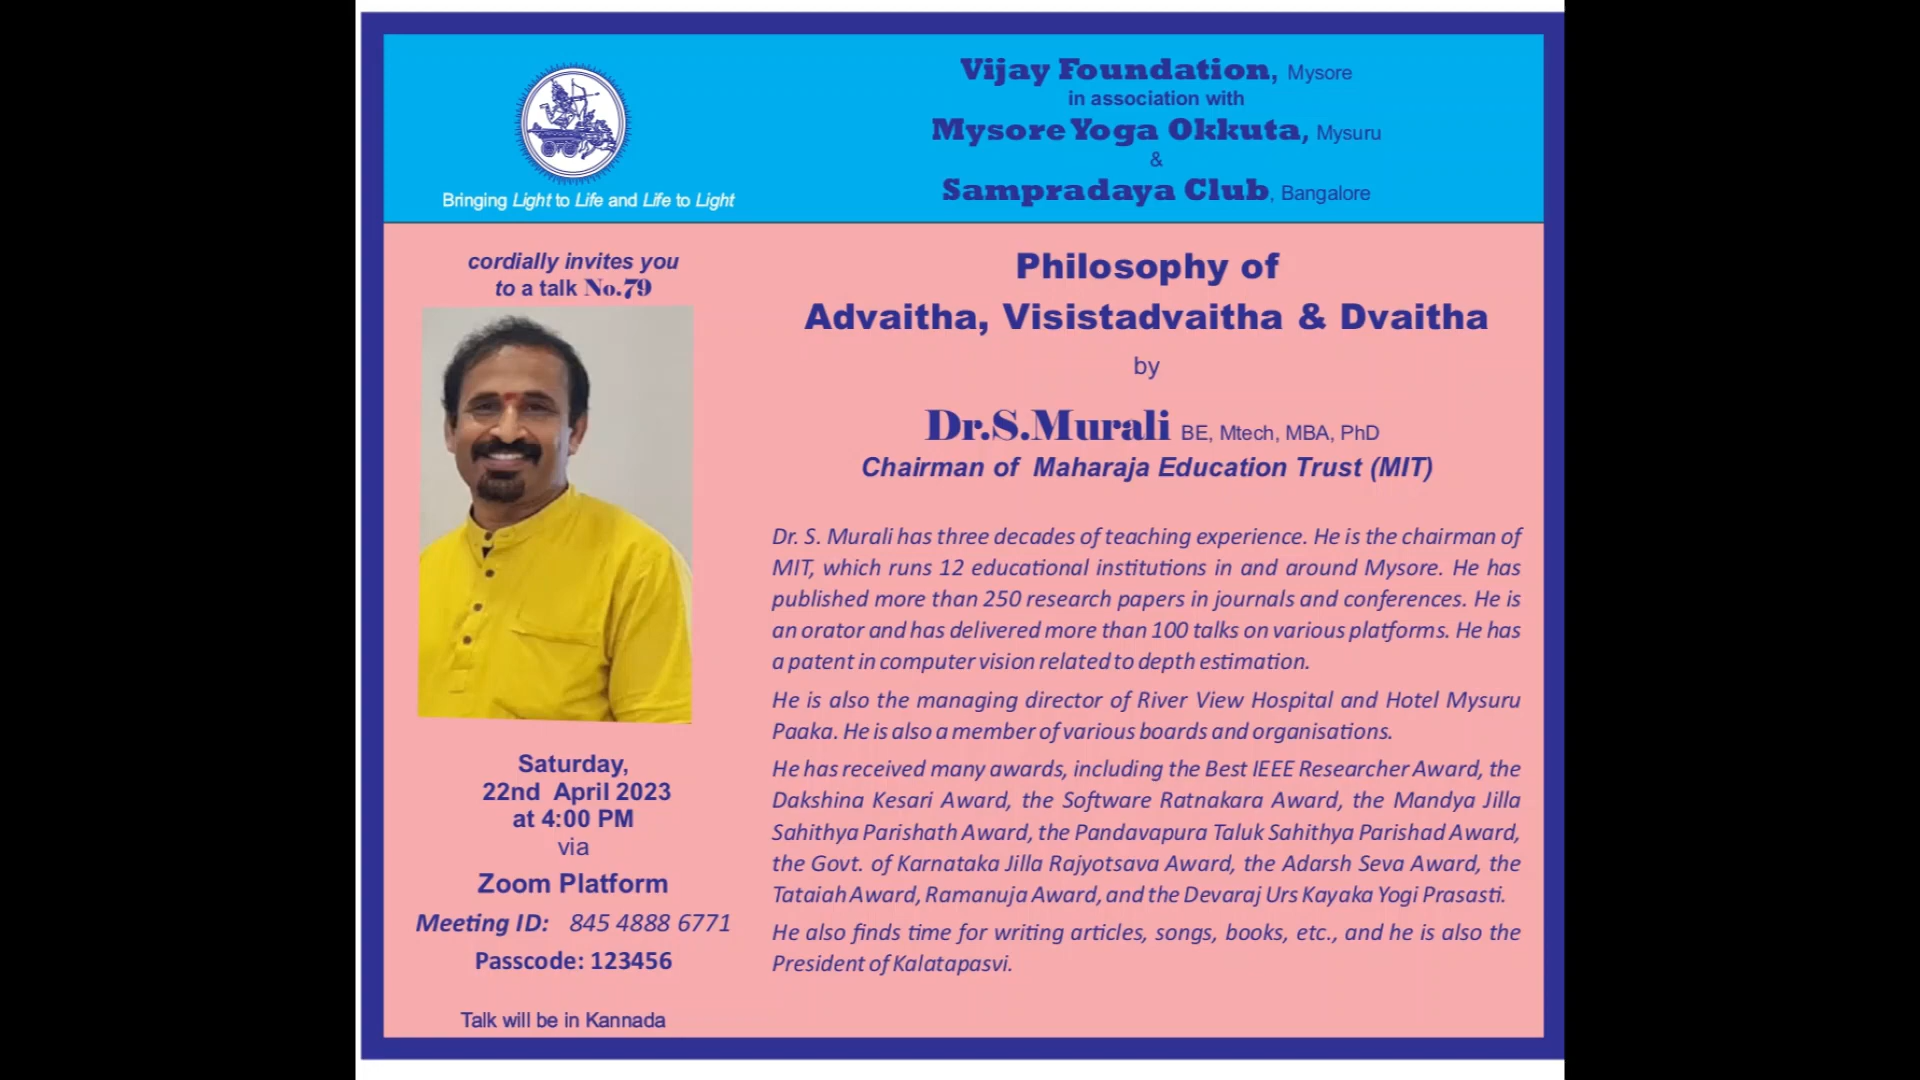 Vijay Foundation, Mysore
in association with
Mysore Yoga Okkuta, Mysuru
&
Sampradaya Club, Bangalore
Bringing Light to Life and Life to Light
cordially invites you
to a talk No.79
Saturday,
22nd April 2023
at 4:00 PM
via
Zoom Platform
Meeting ID: 845 4888 6771
Passcode: 123456
Talk will be in Kannada
Philosophy of
Advaitha, Visistadvaitha & Dvaitha
by
Dr.S.Murali BE, Mtech, MBA, PhD
Chairman of Maharaja Education Trust (MIT)
Dr. S. Murali has three decades of teaching experience. He is the chairman of
MIT, which runs 12 educational institutions in and around Mysore. He has
published more than 250 research papers in journals and conferences. He is
an orator and has delivered more than 100 talks on various platforms. He has
a patent in computer vision related to depth estimation.
He is also the managing director of River View Hospital and Hotel Mysuru
Paaka. He is also a member of various boards and organisations.
He has received many awards, including the Best IEEE Researcher Award, the
Dakshina Kesari Award, the Software Ratnakara Award, the Mandya Jilla
Sahithya Parishath Award, the Pandavapura Taluk Sahithya Parishad Award,
the Govt. of Karnataka Jilla Rajyotsava Award, the Adarsh Seva Award, the
Tataiah Award, Ramanuja Award, and the Devaraj Urs Kayaka Yogi Prasasti.
He also finds time for writing articles, songs, books, etc., and he is also the
President of Kalatapasvi.